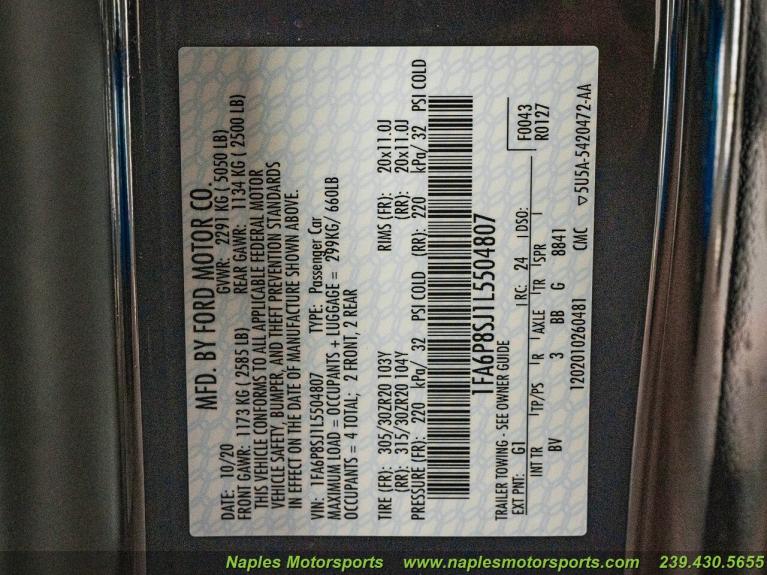 MFD. BY FORD MOTOR CO.
DATE: 10/20 GVWR: 2291 KG ( 5050 LB)
FRONT GAWR: 1173 KG ( 2585 LB) REAR GAWR: 1134 KG ( 2500 LB)
THIS VEHICLE CONFORMS TO ALL APPLICABLE FEDERAL MOTOR
VEHICLE SAFETY, BUMPER, AND THEFT PREVENTION STANDARDS
IN EFFECT ON THE DATE OF MANUFACTURE SHOWN ABOVE.
VIN: 1FA6P8SJ1L5504807 TYPE: Passenger Car
MAXIMUM LOAD = OCCUPANTS + LUGGAGE = 299KG/ 660LB
OCCUPANTS = 4 TOTAL; 2 FRONT, 2 REAR
TIRE (FR): 305/30ZR20 103Y RIMS (FR): 20x11.0J
(RR): 315/30ZR20 104Y (RR): 20x11.0J
PRESSURE (FR): 220 kPa/ 32 PSI COLD (RR): 220 kPa/ 32 PSI COLD
1FA6P8SJ1L5504807
TRAILER TOWING - SEE OWNER GUIDE
F0043
R0127
EXT PNT: G1 RC: 24 DSO:
INT TR TP/PS R AXLE TR SPR
BV 3 BB G 8841
1202010260481 CMC ▽5U5A-5420472-AA
Naples Motorsports www.naplesmotorsports.com 239.430.5655